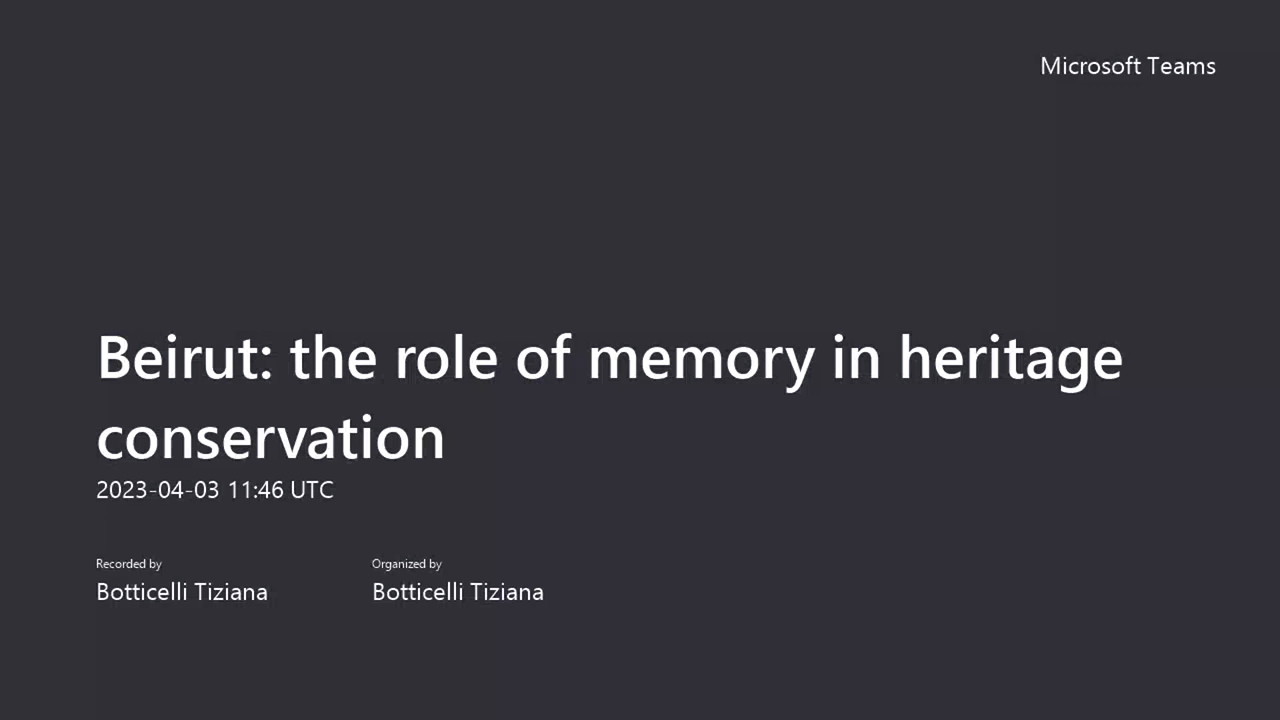 Microsoft Teams
Beirut: the role of memory in heritage
conservation
2023-04-03 11:46 UTC
Recorded by
Botticelli Tiziana
Organized by
Botticelli Tiziana